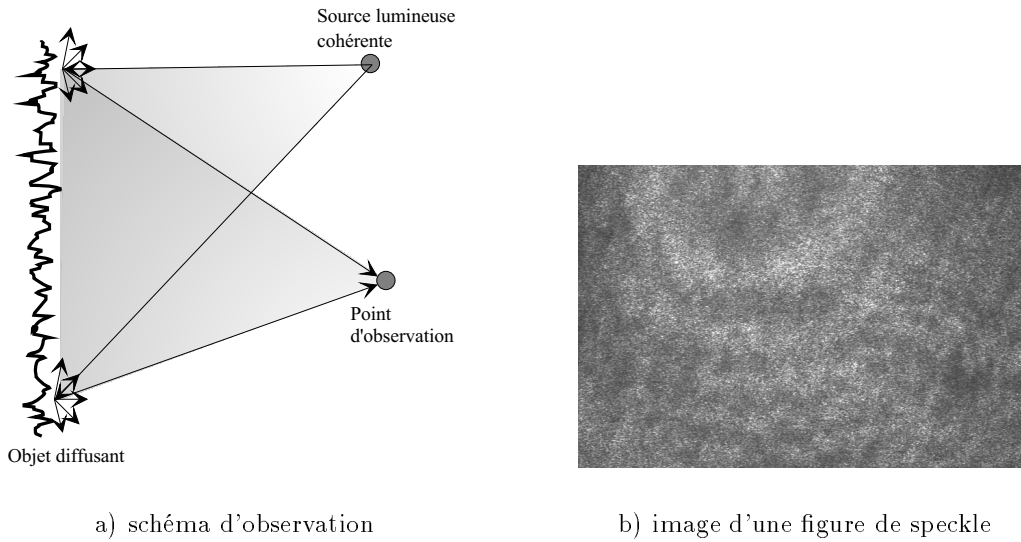 Source lumineuse
cohérente
Point
d'observation
Objet diffusant
a) schéma d'observation
b) image d'une figure de speckle